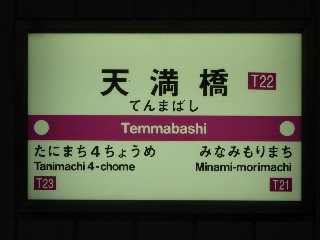 天満橋 T22
てんまばし
Temmabashi
たにまち4ちょうめ みなみもりまち
Tanimachi 4-chome Minami-morimachi
T23 T21